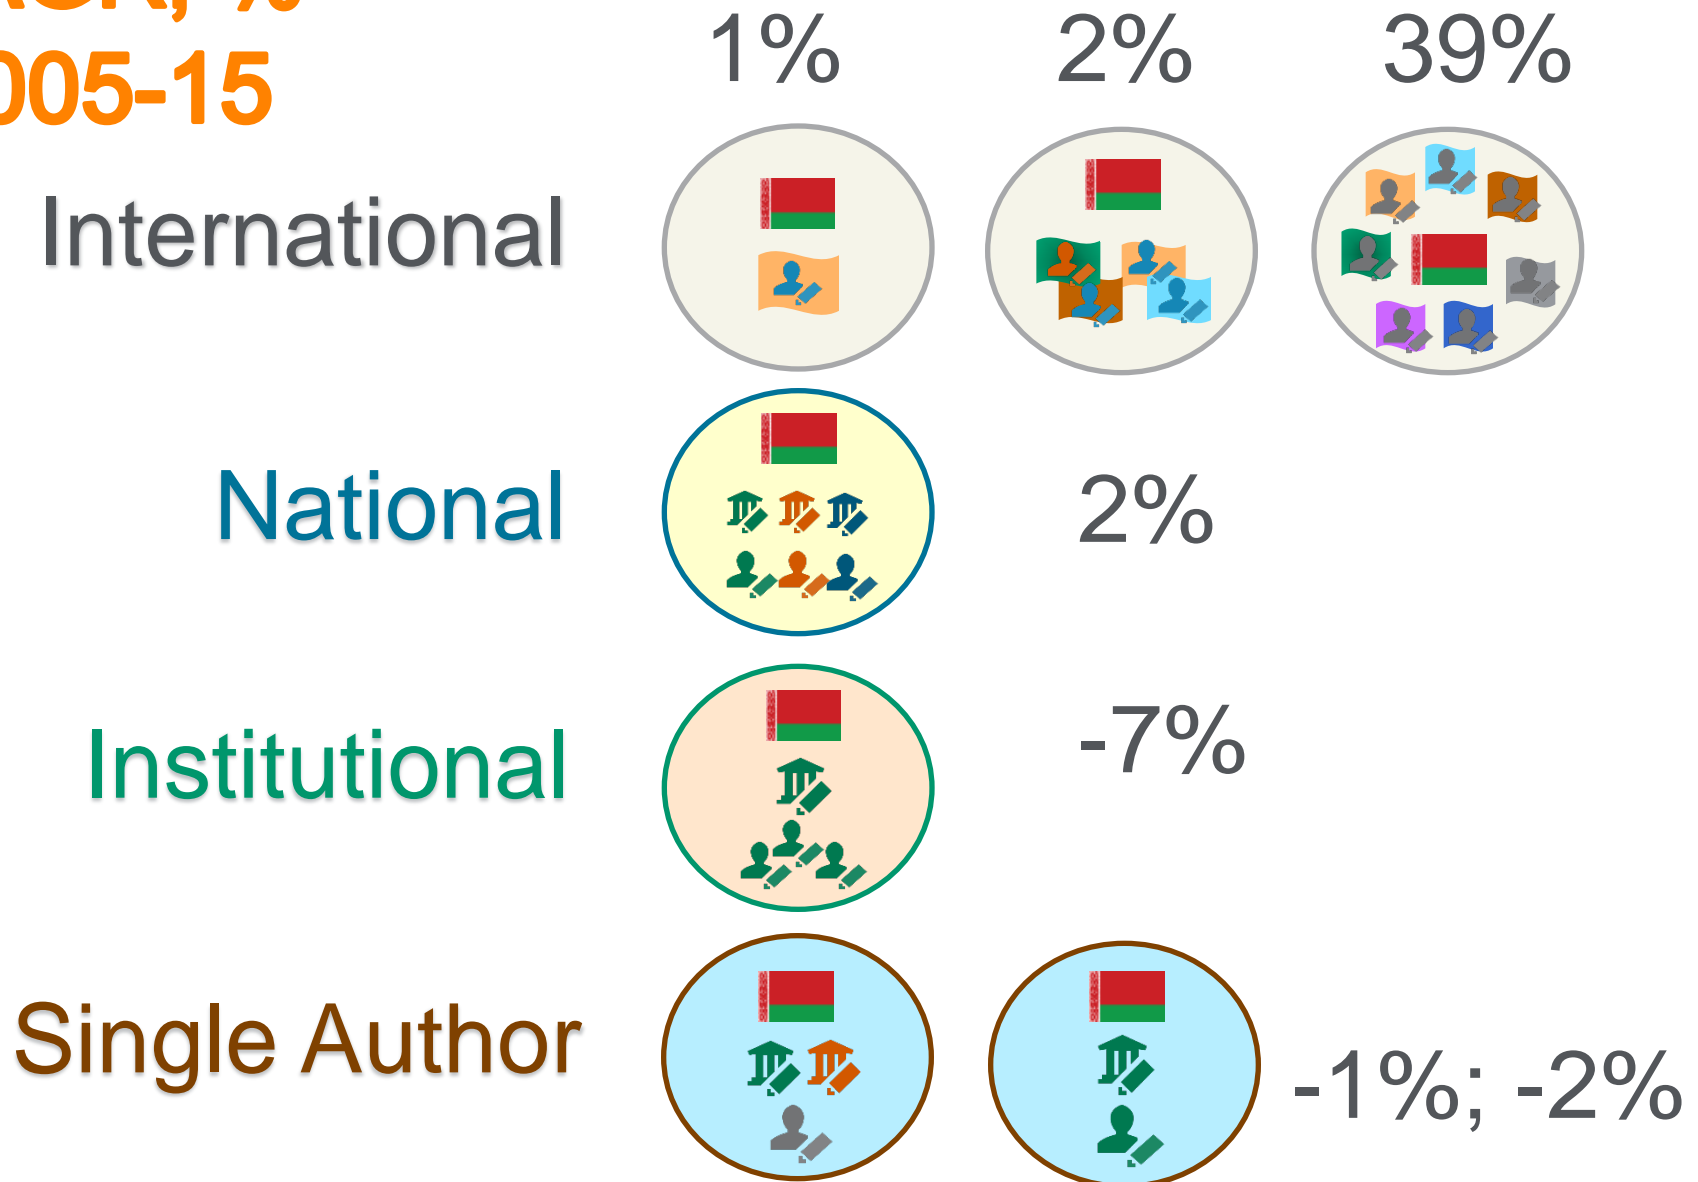 %
005-15
1% 2% 39%
International
National 2%
Institutional -7%
Single Author -1%; -2%